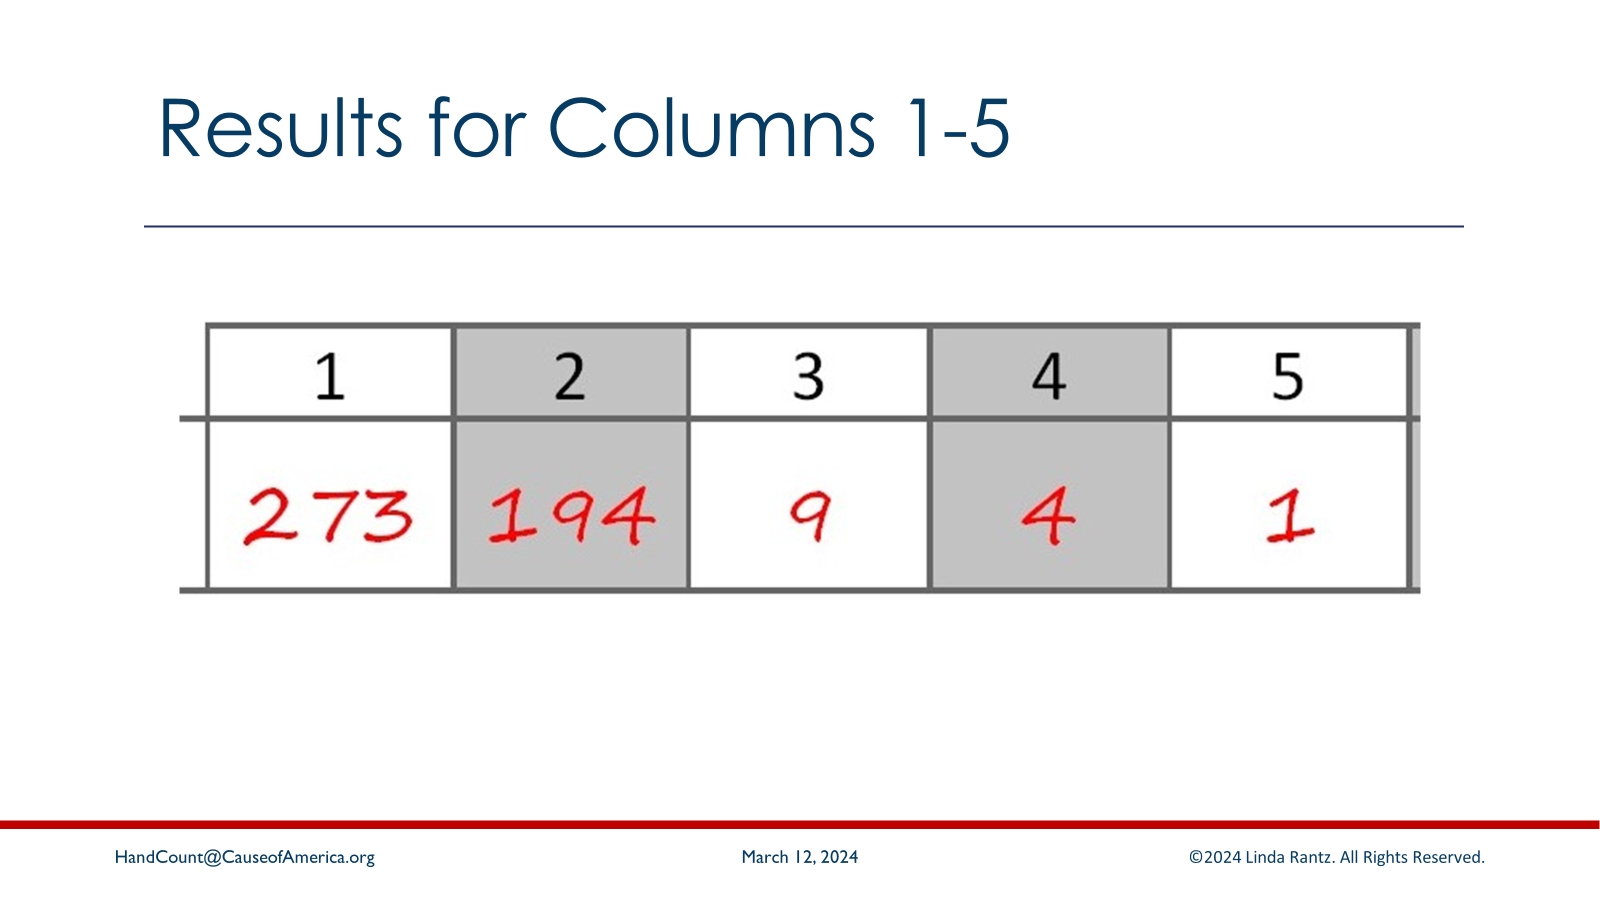 Results for Columns 1-5
1 2 3 4 5
273 194 9 4 1
HandCount@CauseofAmerica.org March 12, 2024 ©2024 Linda Rantz. All Rights Reserved.